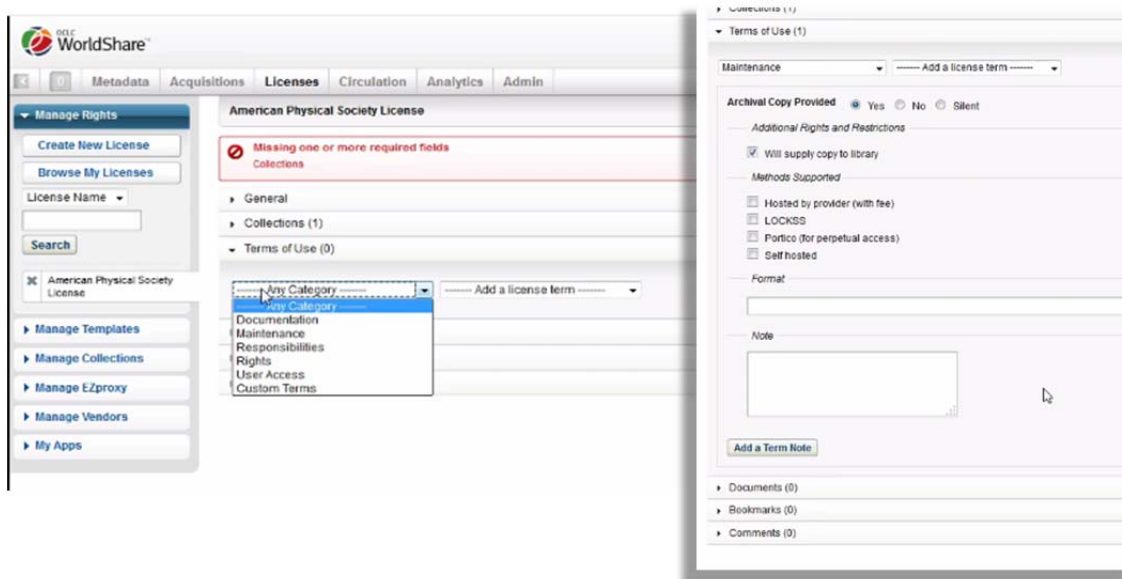 OCLC
WorldShare™
0 Metadata Acquisitions Licenses Circulation Analytics Admin
Manage Rights
Create New License
Browse My Licenses
License Name
Search
American Physical Society
License
Manage Templates
Manage Collections
Manage EZproxy
Manage Vendors
My Apps
American Physical Society License
Missing one or more required fields
Collections
General
Collections (1)
Terms of Use (0)
------- Any Category ------- ------- Add a license term -------
------- Any Category -------
Documentation
Maintenance
Responsibilities
Rights
User Access
Custom Terms
Collections (1)
Terms of Use (1)
Maintenance ------- Add a license term -------
Archival Copy Provided Yes No Silent
Additional Rights and Restrictions
Will supply copy to library
Methods Supported
Hosted by provider (with fee)
LOCKSS
Portico (for perpetual access)
Self hosted
Format
Note
Add a Term Note
Documents (0)
Bookmarks (0)
Comments (0)